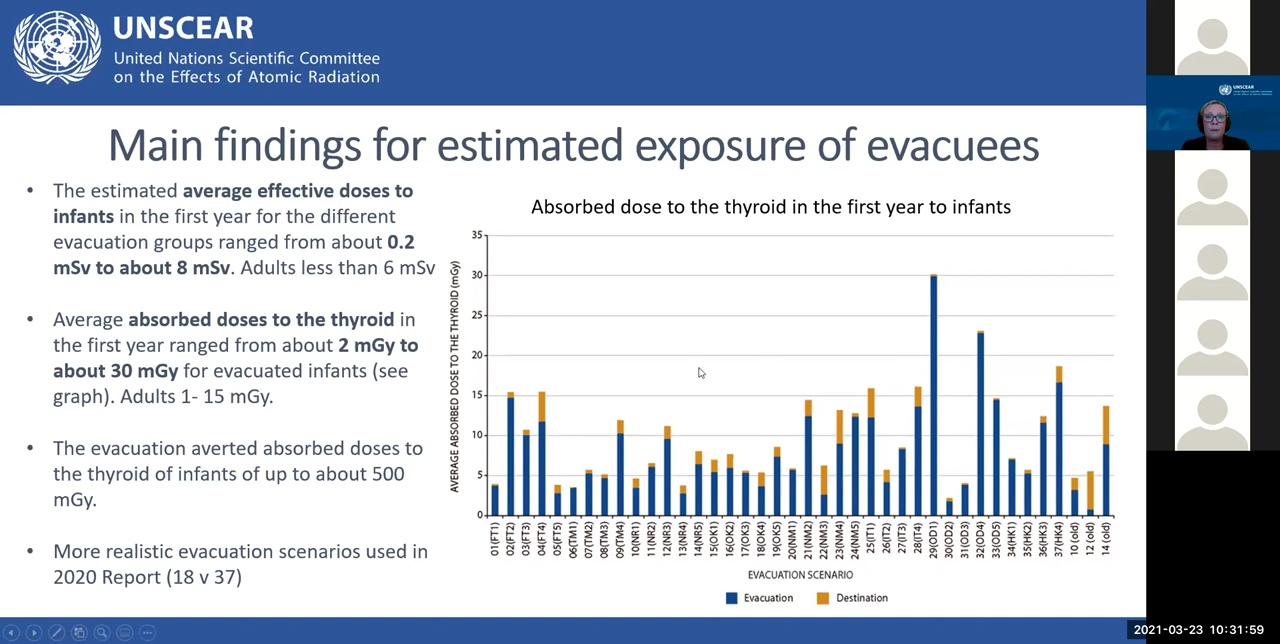 UNSCEAR
United Nations Scientific Committee
on the Effects of Atomic Radiation
UNSCEAR
Main findings for estimated exposure of evacuees
• The estimated average effective doses to
infants in the first year for the different
evacuation groups ranged from about 0.2
mSv to about 8 mSv. Adults less than 6 mSv
• Average absorbed doses to the thyroid in
the first year ranged from about 2 mGy to
about 30 mGy for evacuated infants (see
graph). Adults 1- 15 mGy.
• The evacuation averted absorbed doses to
the thyroid of infants of up to about 500
mGy.
• More realistic evacuation scenarios used in
2020 Report (18 v 37)
Absorbed dose to the thyroid in the first year to infants
AVERAGE ABSORBED DOSE TO THE THYROID (mGy)
35
30
25
20
15
10
5
0
01(FT1)
02(FT2)
03(FT3)
04(FT4)
05(FT5)
06(TM1)
07(TM2)
08(TM3)
09(TM4)
10(NR1)
11(NR2)
12(NR3)
13(NR4)
14(NR5)
15(OK1)
16(OK2)
17(OK3)
18(OK4)
19(OK5)
20(NM1)
21(NM2)
22(NM3)
23(NM4)
24(NM5)
25(IT1)
26(IT2)
27(IT3)
28(IT4)
29(OD1)
30(OD2)
31(OD3)
32(OD4)
33(OD5)
34(HK1)
35(HK2)
36(HK3)
37(HK4)
10 (old)
12 (old)
14 (old)
EVACUATION SCENARIO
Evacuation
Destination
2021-03-23 10:31:59